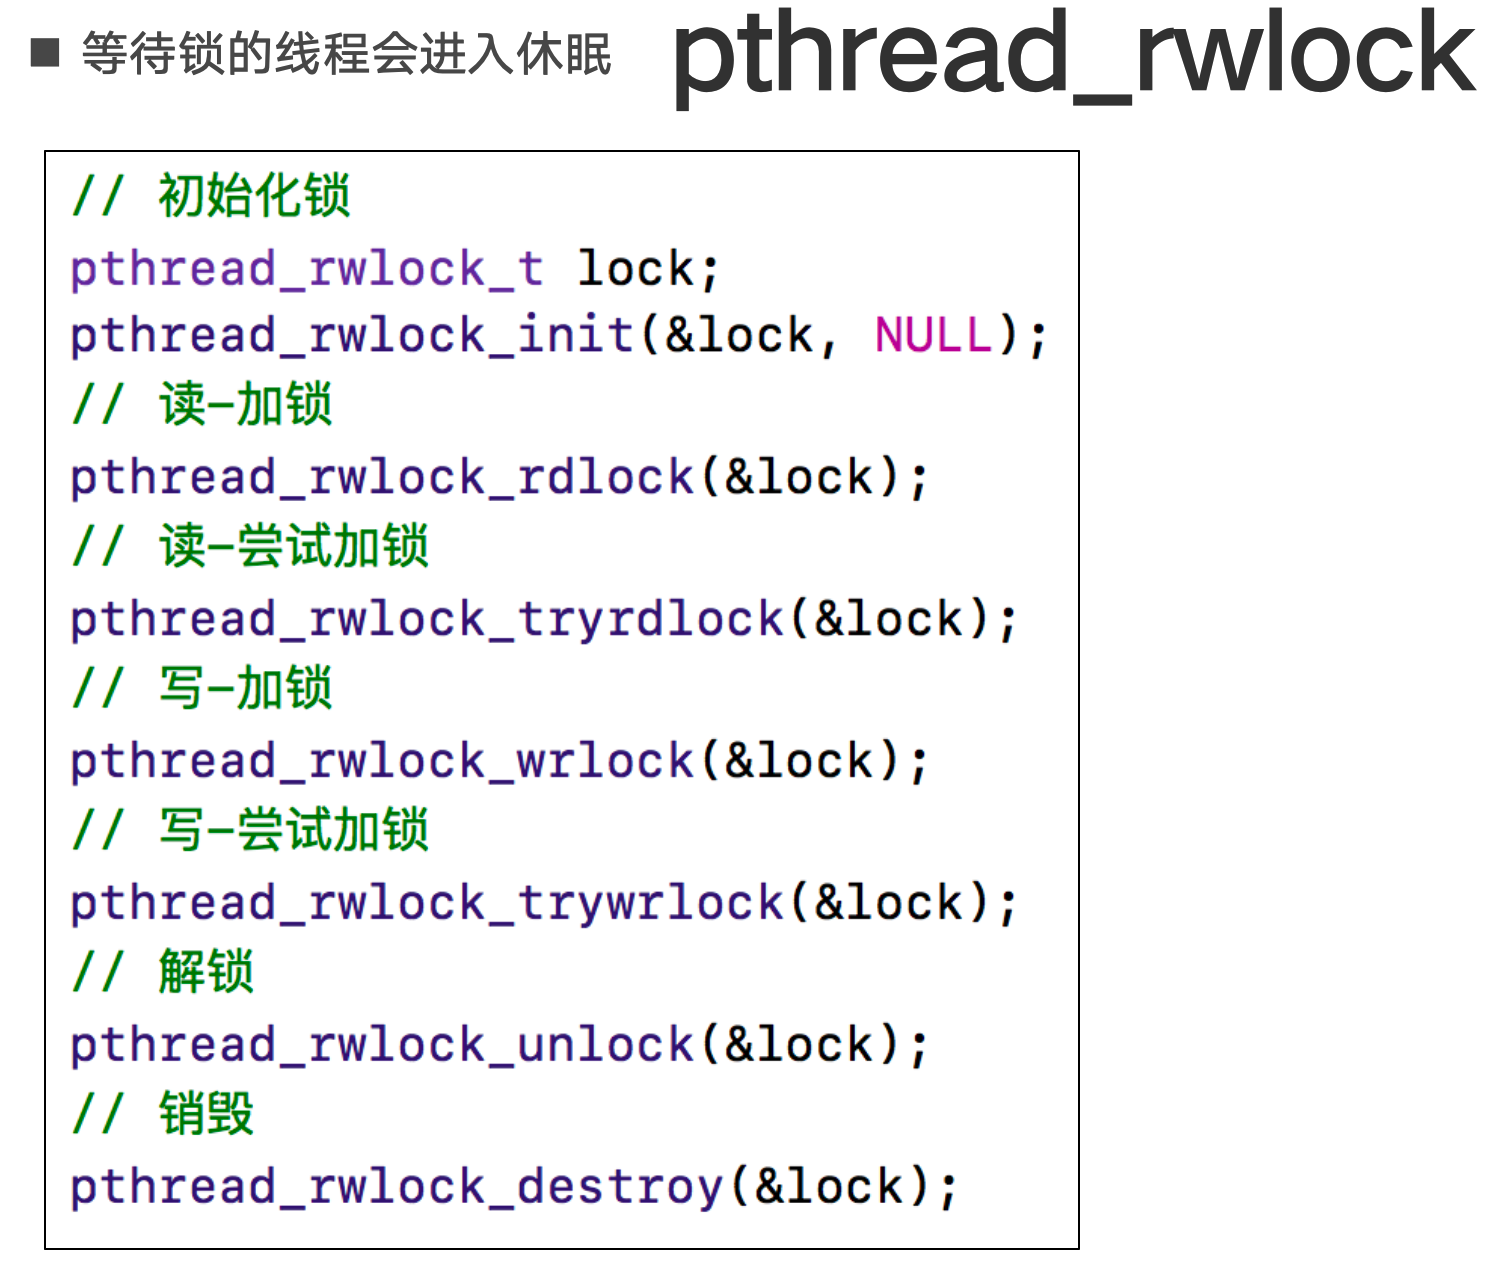 ■ 等待锁的线程会进入休眠 pthread_rwlock
// 初始化锁
pthread_rwlock_t lock;
pthread_rwlock_init(&lock, NULL);
// 读-加锁
pthread_rwlock_rdlock(&lock);
// 读-尝试加锁
pthread_rwlock_tryrdlock(&lock);
// 写-加锁
pthread_rwlock_wrlock(&lock);
// 写-尝试加锁
pthread_rwlock_trywrlock(&lock);
// 解锁
pthread_rwlock_unlock(&lock);
// 销毁
pthread_rwlock_destroy(&lock);